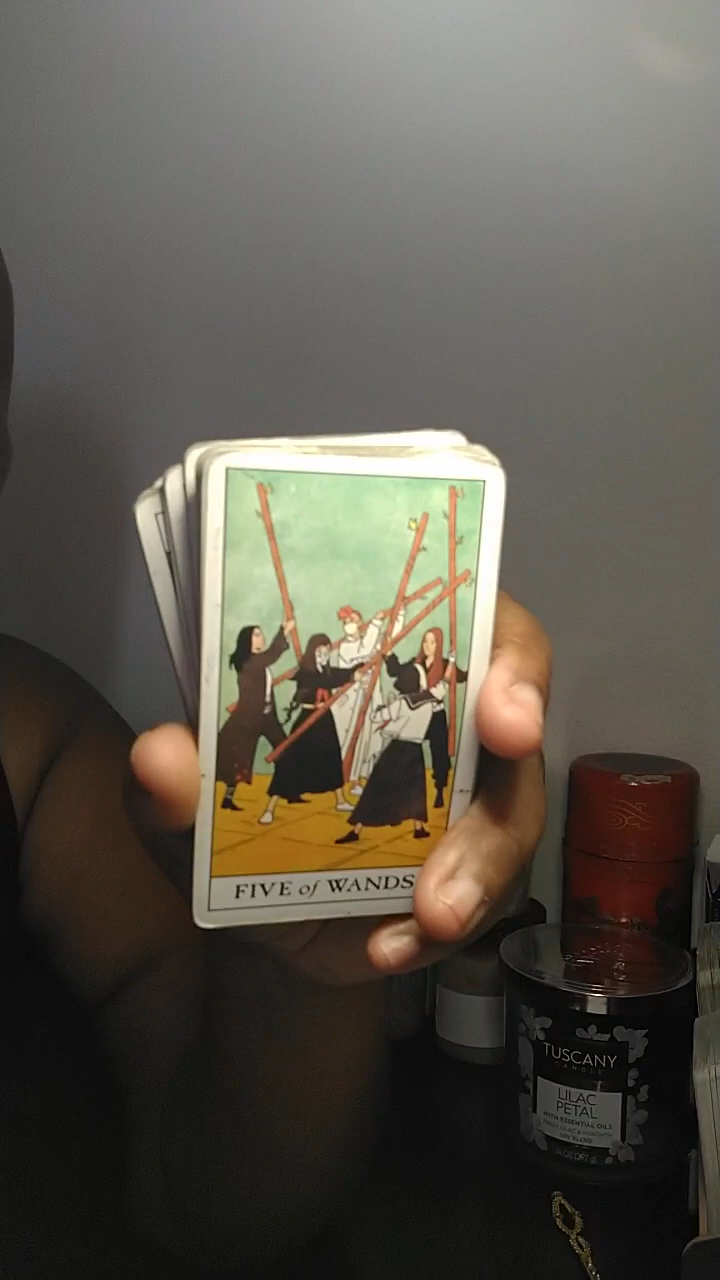 FIVE of WANDS
TUSCANY
CANDLE
LILAC
PETAL
WITH ESSENTIAL OILS